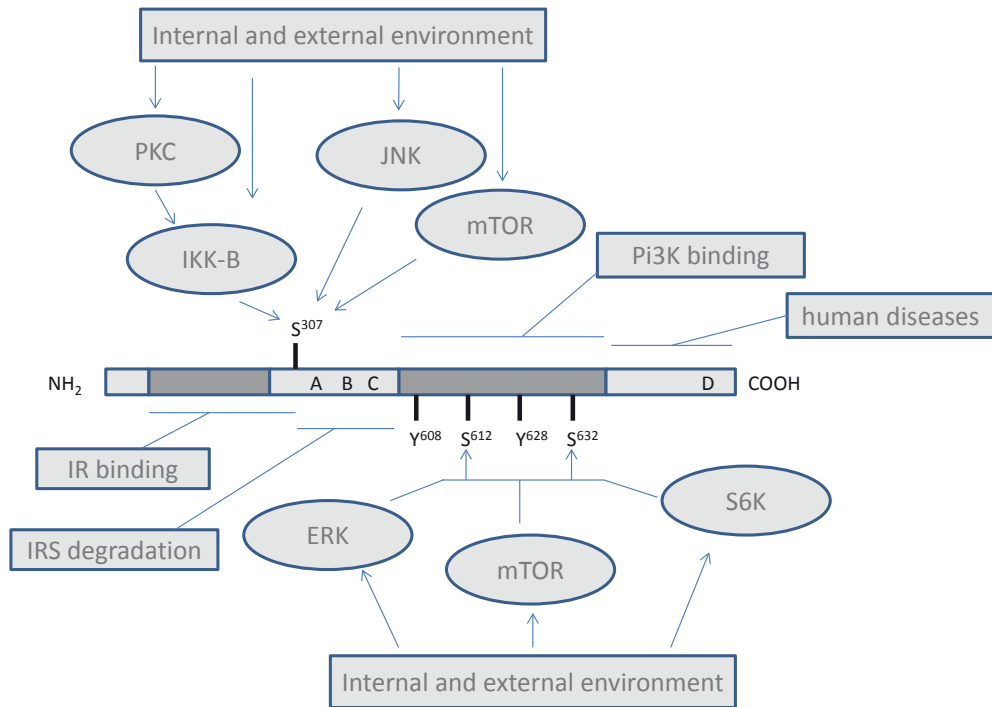 Internal and external environment
PKC
JNK
mTOR
IKK-B
Pi3K binding
human diseases
S³⁰⁷
NH₂
A B C
D
COOH
Y⁶⁰⁸ S⁶¹² Y⁶²⁸ S⁶³²
IR binding
IRS degradation
ERK
mTOR
S6K
Internal and external environment